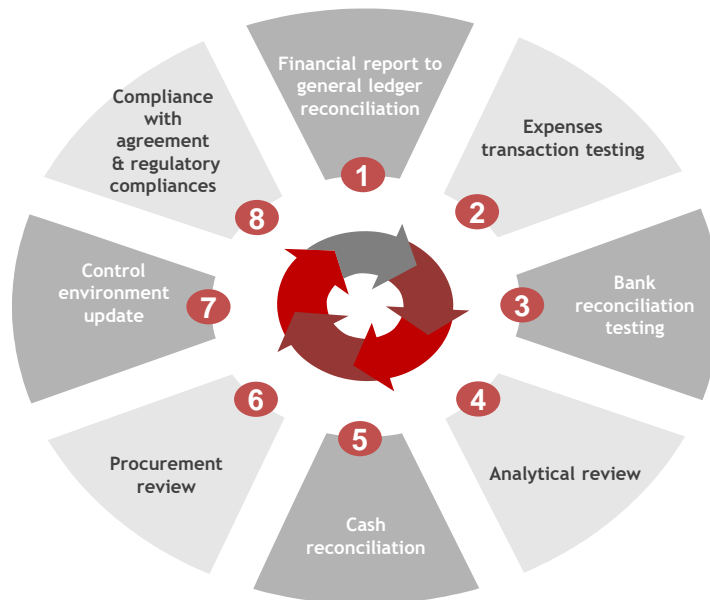 Financial report to
general ledger
reconciliation
1
Expenses
transaction testing
2
Bank
reconciliation
testing
3
Analytical review
4
Cash
reconciliation
5
Procurement
review
6
Control
environment
update
7
Compliance
with
agreement
& regulatory
compliances
8